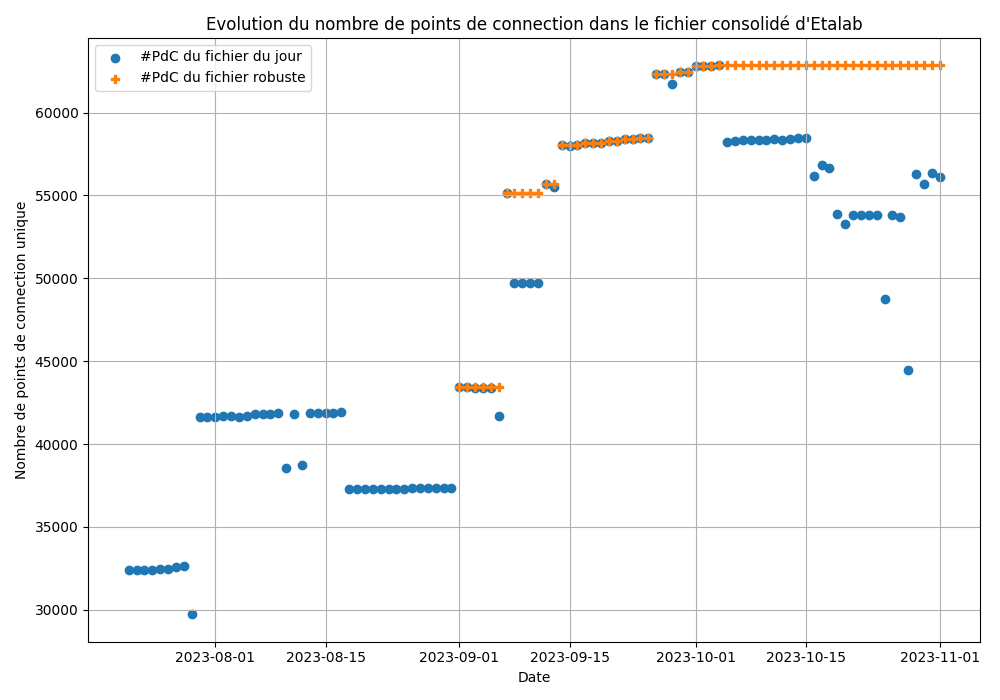 Evolution du nombre de points de connection dans le fichier consolidé d'Etalab
#PdC du fichier du jour
#PdC du fichier robuste
Nombre de points de connection unique
60000
55000
50000
45000
40000
35000
30000
2023-08-01 2023-08-15 2023-09-01 2023-09-15 2023-10-01 2023-10-15 2023-11-01
Date